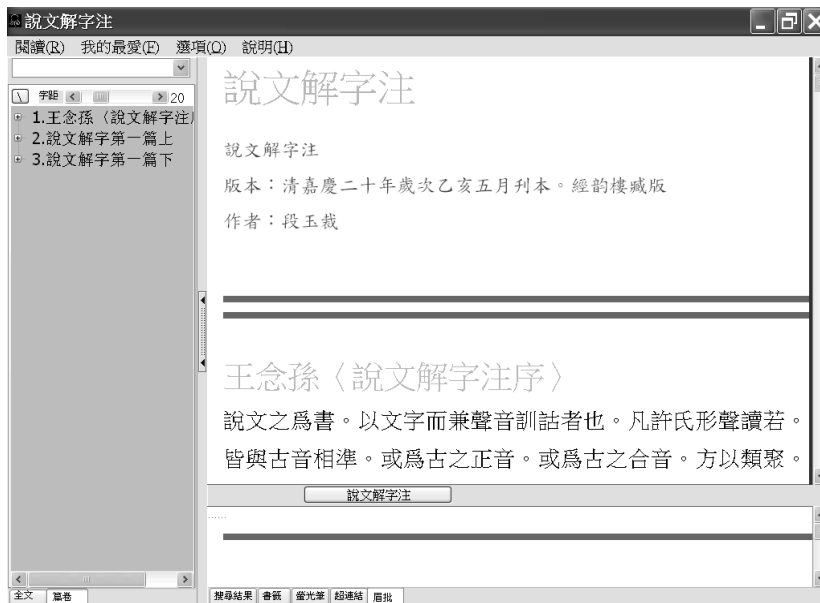 說文解字注
閱讀(R) 我的最愛(F) 選項(O) 說明(H)
字距 20
1.王念孫〈說文解字注
2.說文解字第一篇上
3.說文解字第一篇下
全文 篇卷
說文解字注
說文解字注
版本：清嘉慶二十年歲次乙亥五月刊本。經韵樓臧版
作者：段玉裁
王念孫〈說文解字注序〉
說文之爲書。以文字而兼聲音訓詁者也。凡許氏形聲讀若。
皆與古音相準。或爲古之正音。或爲古之合音。方以類聚。
說文解字注
......
搜尋結果 書籤 螢光筆 超連結 眉批